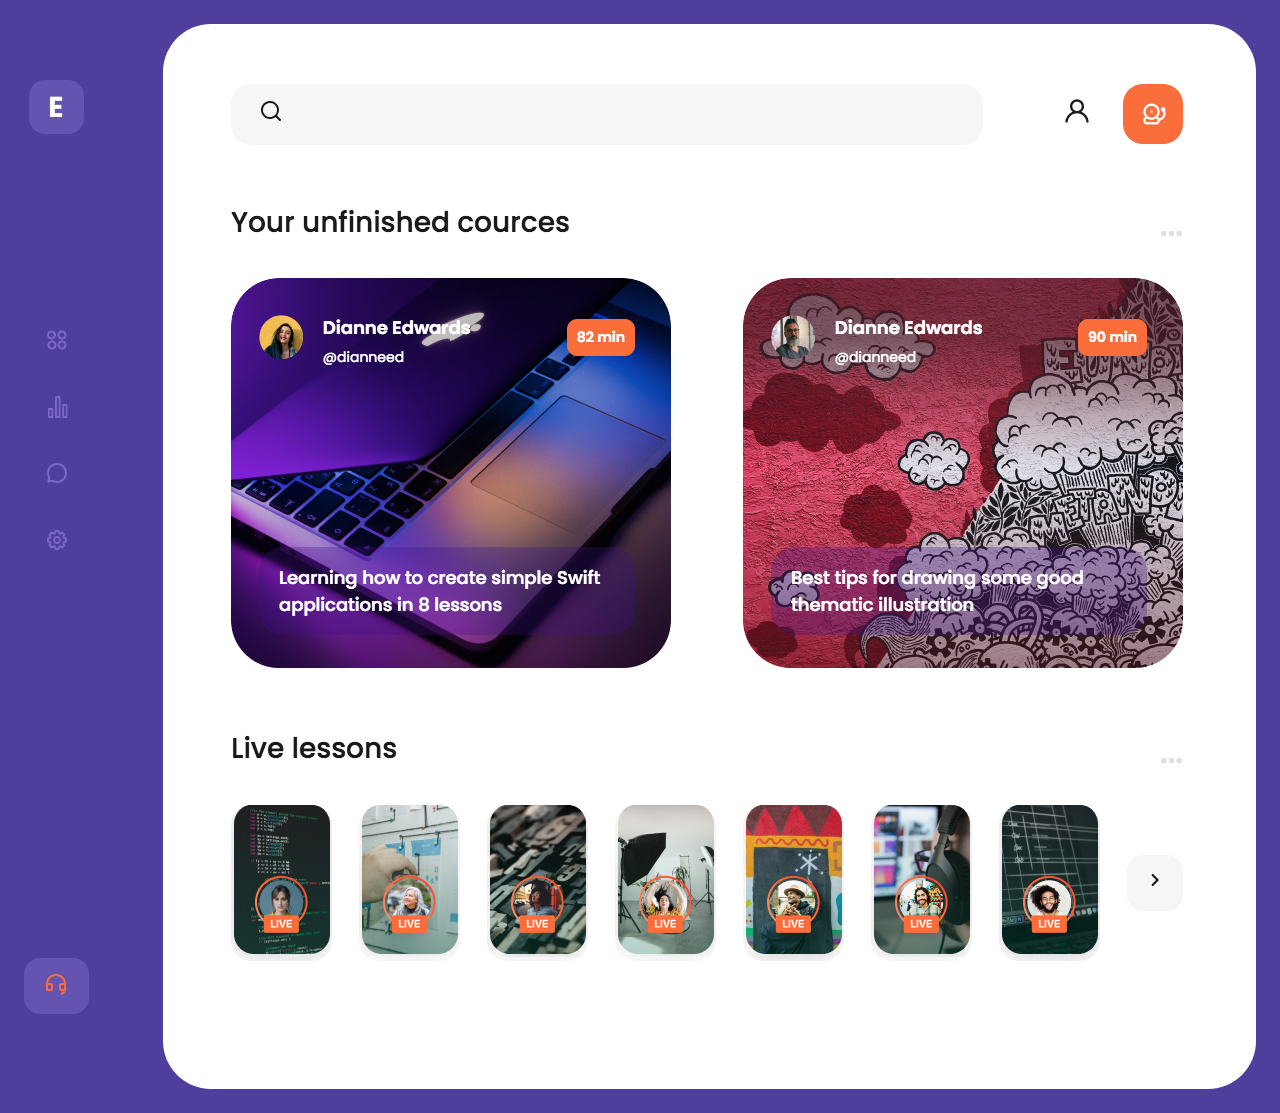 E
Your unfinished cources
Dianne Edwards
@dianneed
82 min
Learning how to create simple Swift
applications in 8 lessons
Dianne Edwards
@dianneed
90 min
Best tips for drawing some good
thematic illustration
Live lessons
LIVE
LIVE
LIVE
LIVE
LIVE
LIVE
LIVE